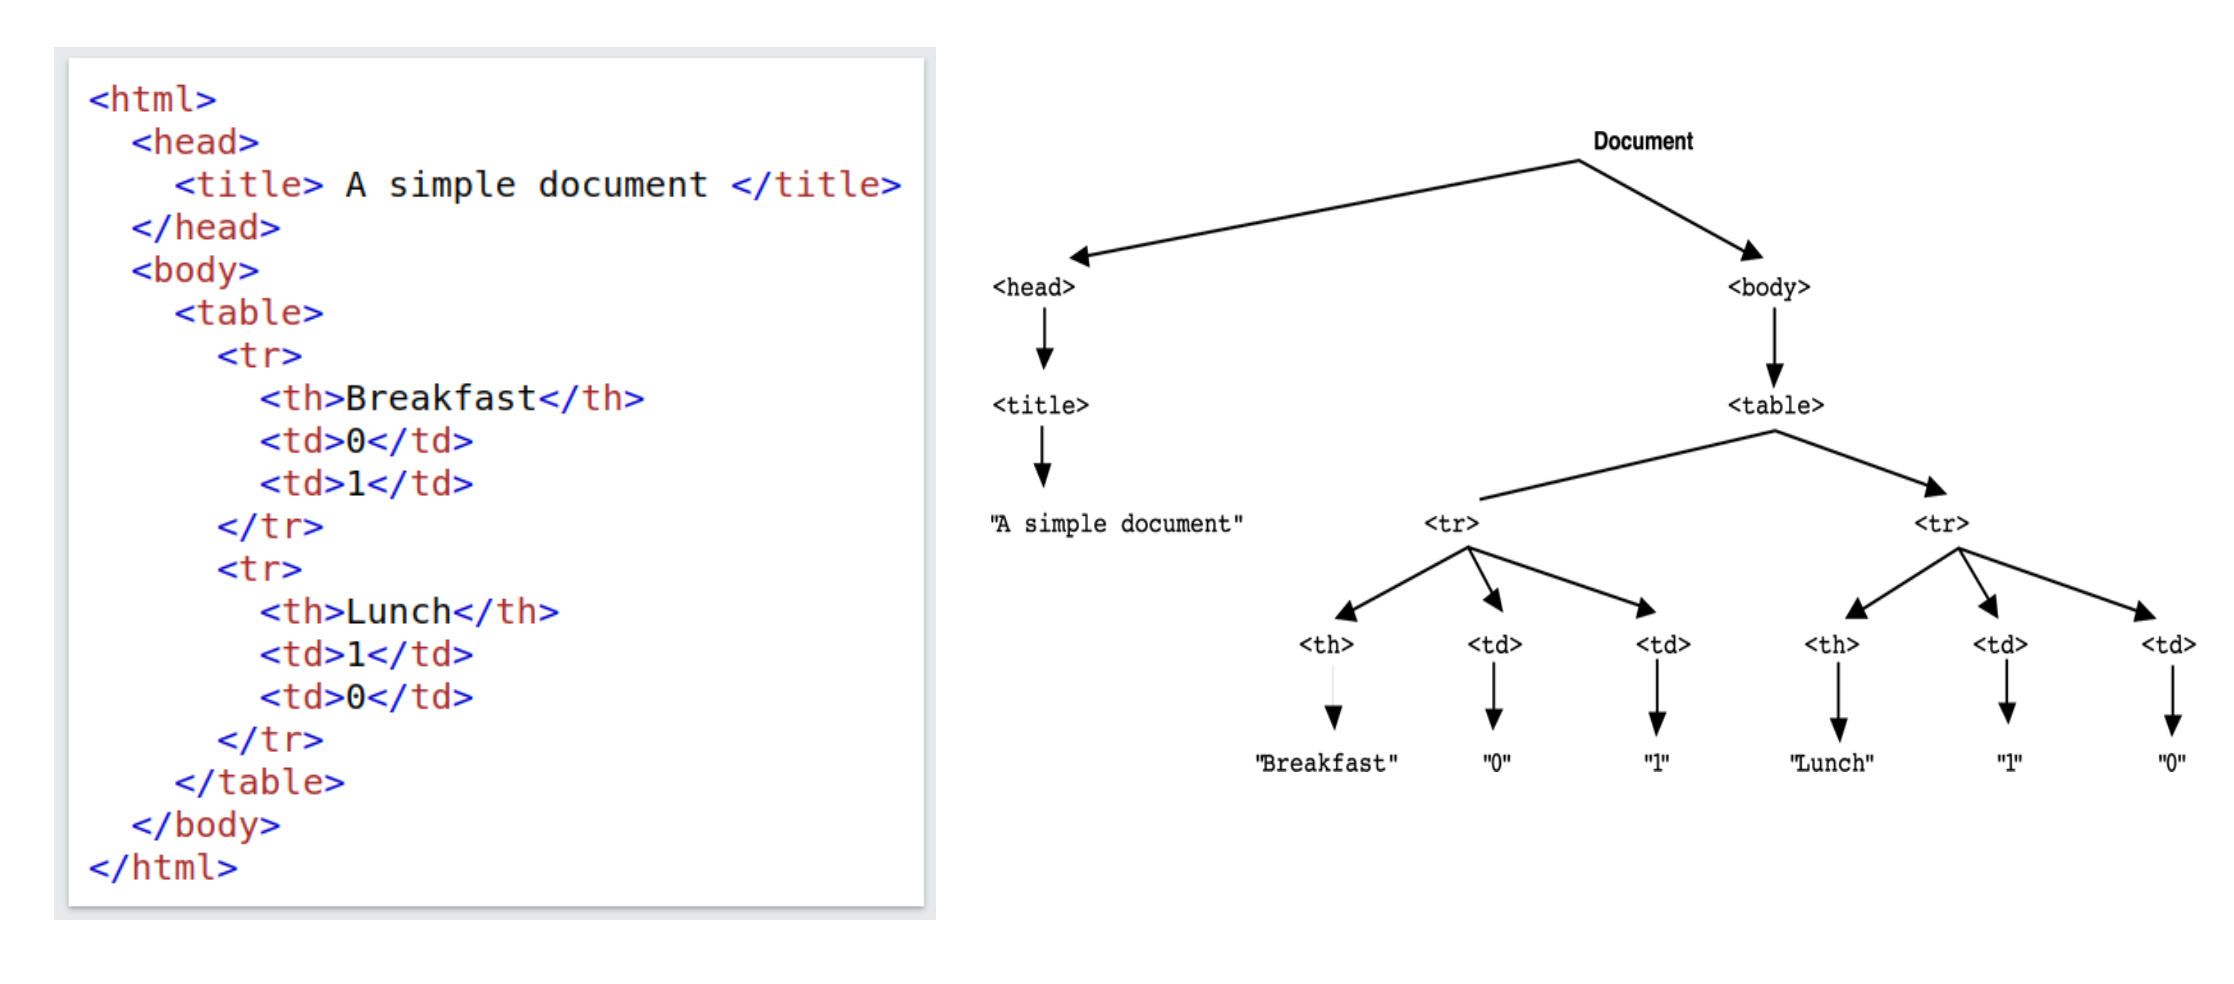 <html>
<head>
<title> A simple document </title>
</head>
<body>
<table>
<tr>
<th>Breakfast</th>
<td>0</td>
<td>1</td>
</tr>
<tr>
<th>Lunch</th>
<td>1</td>
<td>0</td>
</tr>
</table>
</body>
</html>
Document
<head> <body>
<title> <table>
"A simple document" <tr> <tr>
<th> <td> <td> <th> <td> <td>
"Breakfast" "0" "1" "Lunch" "1" "0"